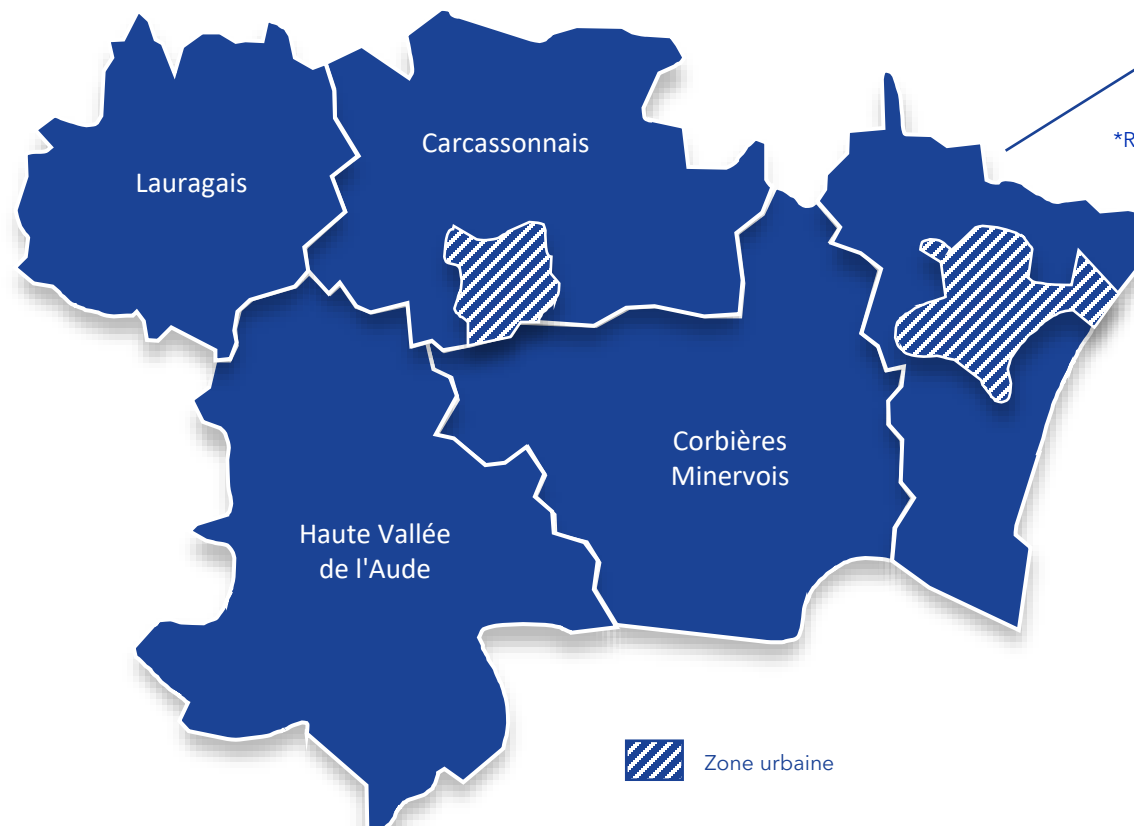 *R
Carcassonnais
Lauragais
Corbières
Minervois
Haute Vallée
de l'Aude
Zone urbaine